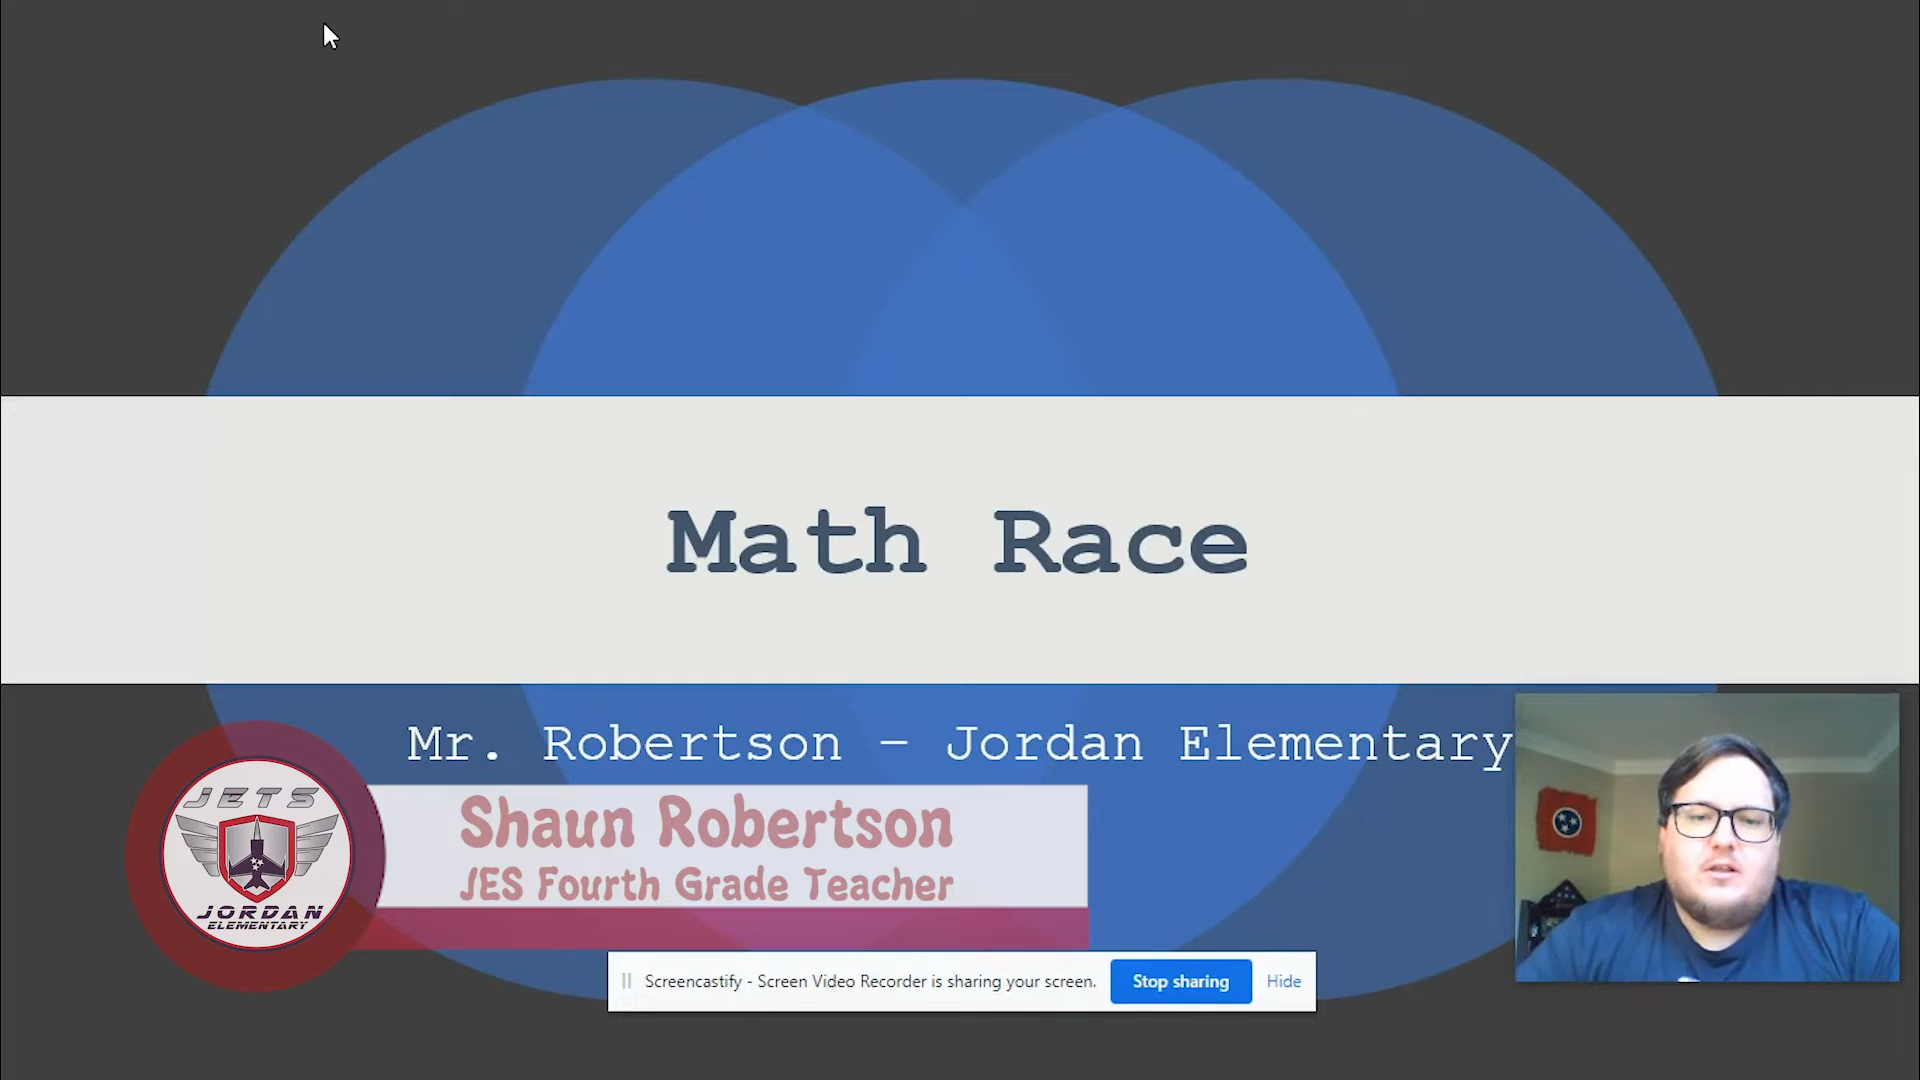 Math Race
Mr. Robertson – Jordan Elementary
Shaun Robertson
JES Fourth Grade Teacher
JETS
JORDAN
ELEMENTARY
Screencastify - Screen Video Recorder is sharing your screen.
Stop sharing
Hide